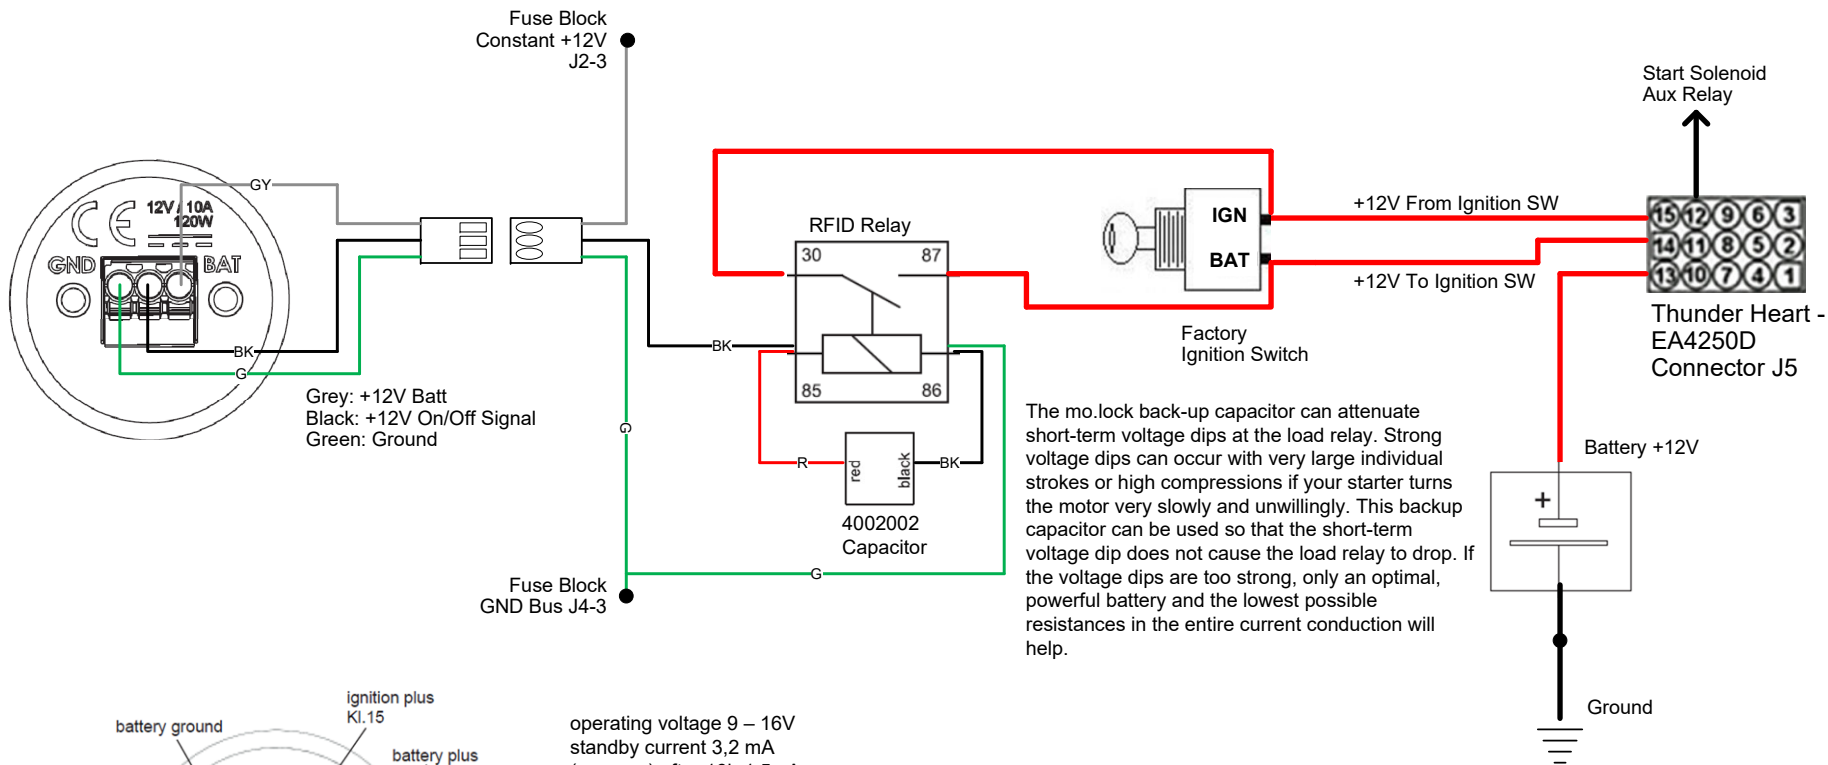 Fuse Block
Constant +12V
J2-3
Start Solenoid
Aux Relay
GY
12V / 10A
120W
GND
BAT
BK
G
Grey: +12V Batt
Black: +12V On/Off Signal
Green: Ground
BK
G
RFID Relay
30
87
85
86
R
red
black
BK
4002002
Capacitor
G
Fuse Block
GND Bus J4-3
IGN
BAT
Factory
Ignition Switch
+12V From Ignition SW
+12V To Ignition SW
15 12 9 6 3
14 11 8 5 2
13 10 7 4 1
Thunder Heart -
EA4250D
Connector J5
The mo.lock back-up capacitor can attenuate
short-term voltage dips at the load relay. Strong
voltage dips can occur with very large individual
strokes or high compressions if your starter turns
the motor very slowly and unwillingly. This backup
capacitor can be used so that the short-term
voltage dip does not cause the load relay to drop. If
the voltage dips are too strong, only an optimal,
powerful battery and the lowest possible
resistances in the entire current conduction will
help.
Battery +12V
+
Ground
ignition plus
Kl.15
battery ground
battery plus
operating voltage 9 – 16V
standby current 3,2 mA